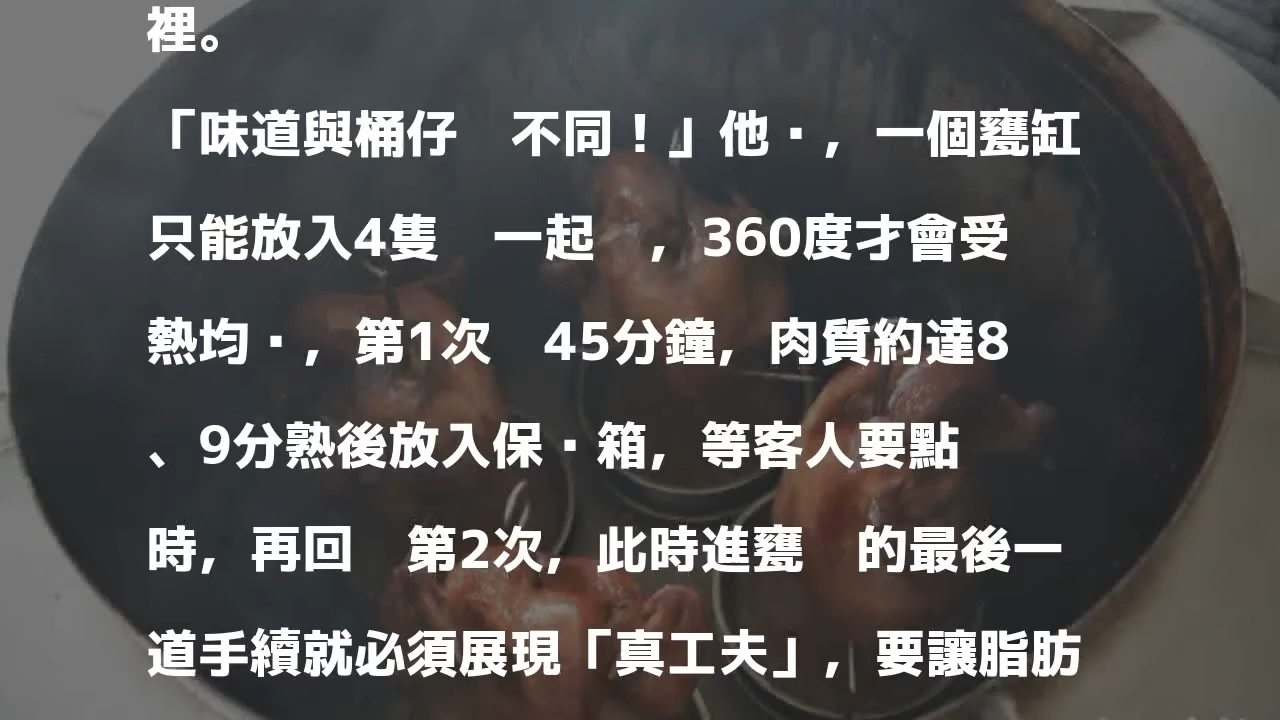 裡。
「味道與桶仔　不同！」他·，一個甕缸
只能放入4隻　一起　，360度才會受
熱均·，第1次　45分鐘，肉質約達8
、9分熟後放入保·箱，等客人要點
時，再回　第2次，此時進甕　的最後一
道手續就必須展現「真工夫」，要讓脂肪